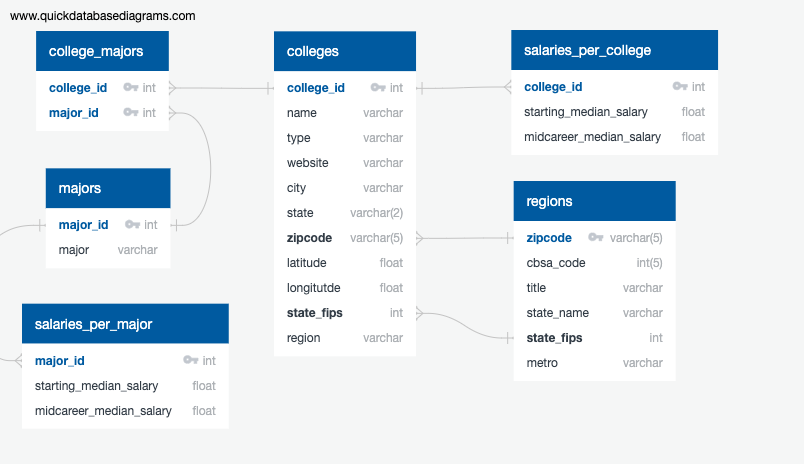 www.quickdatabasediagrams.com
college_majors
college_id int
major_id int
colleges
college_id int
name varchar
type varchar
website varchar
city varchar
state varchar(2)
zipcode varchar(5)
latitude float
longitutde float
state_fips int
region varchar
salaries_per_college
college_id int
starting_median_salary float
midcareer_median_salary float
majors
major_id int
major varchar
regions
zipcode varchar(5)
cbsa_code int(5)
title varchar
state_name varchar
state_fips int
metro varchar
salaries_per_major
major_id int
starting_median_salary float
midcareer_median_salary float